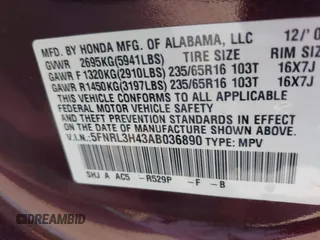 MFD. BY HONDA MFG. OF ALABAMA, LLC 12/'0
GVWR 2695KG(5941LBS) TIRE SIZE RIM SIZE
GAWR F 1320KG(2910LBS) 235/65R16 103T 16X7J
GAWR R1450KG(3197LBS) 235/65R16 103T 16X7J
THIS VEHICLE CONFORMS TO ALL APPLICABLE
FEDERAL MOTOR VEHICLE SAFETY AND THEFT
PREVENTION STANDARDS IN EFFECT ON THE DATE
OF MANUFACTURE SHOWN ABOVE.
V.I.N.: 5FNRL3H43AB036890 TYPE: MPV
SHJ A AC5 -R529P -F -B
DREAMBID